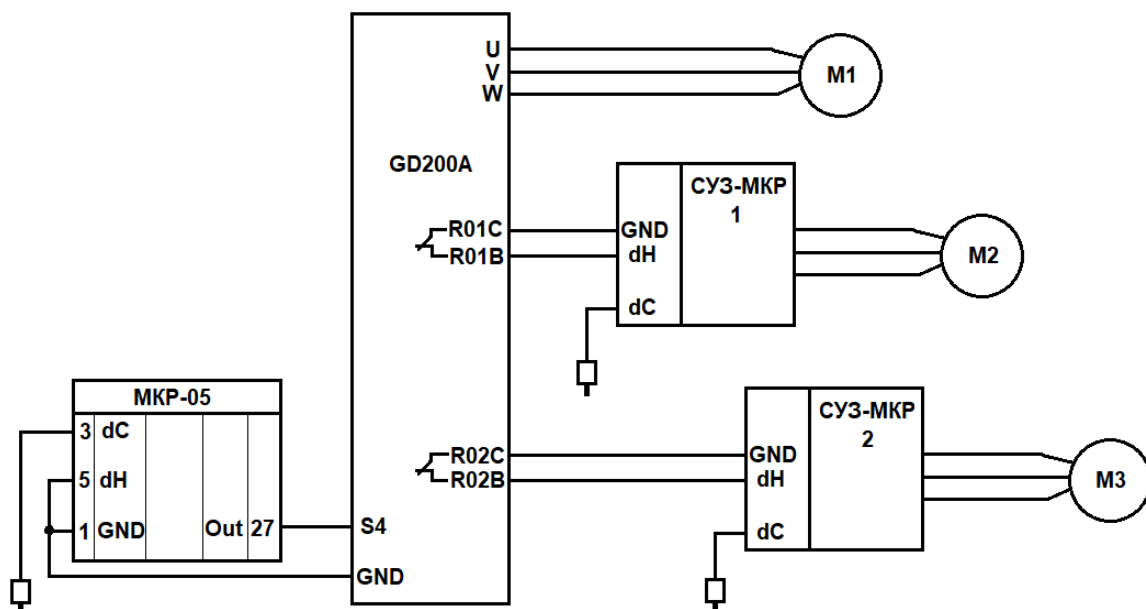 U
V
W
M1
GD200A
СУЗ-МКР
1
R01C
R01B
GND
dH
dC
M2
МКР-05
3 dC
5 dH
1 GND
Out 27
S4
GND
R02C
R02B
СУЗ-МКР
2
GND
dH
dC
M3